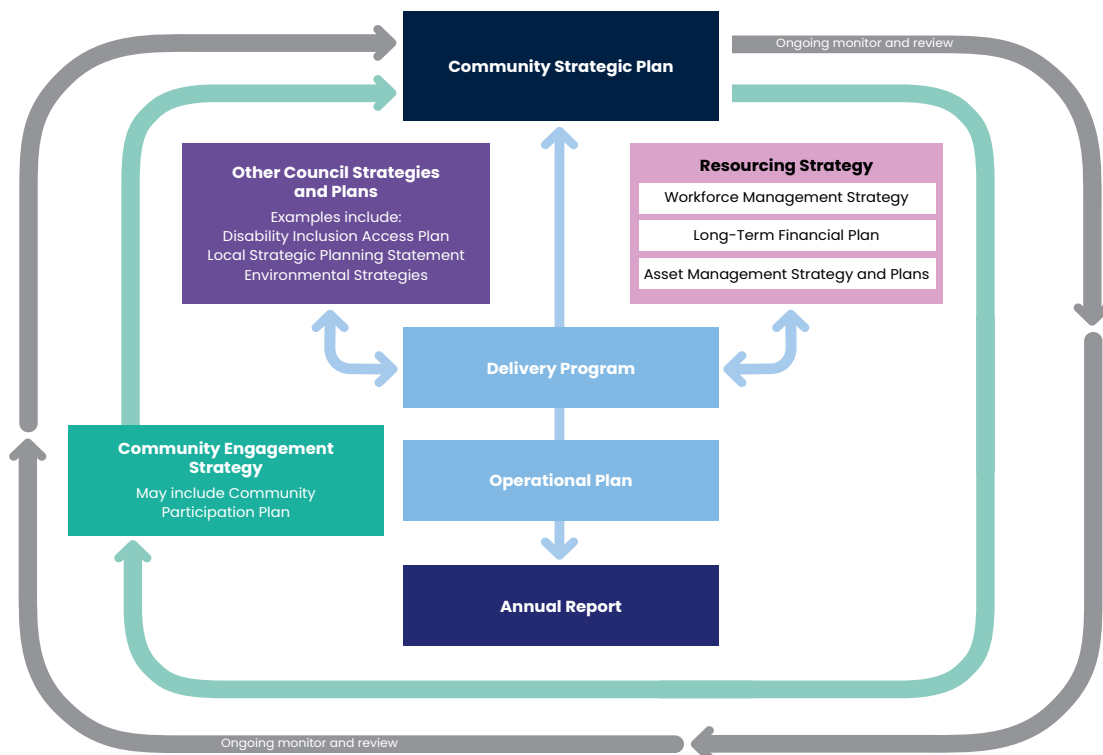 Ongoing monitor and review
Community Strategic Plan
Other Council Strategies
and Plans
Examples include:
Disability Inclusion Access Plan
Local Strategic Planning Statement
Environmental Strategies
Resourcing Strategy
Workforce Management Strategy
Long-Term Financial Plan
Asset Management Strategy and Plans
Delivery Program
Community Engagement
Strategy
May include Community
Participation Plan
Operational Plan
Annual Report
Ongoing monitor and review